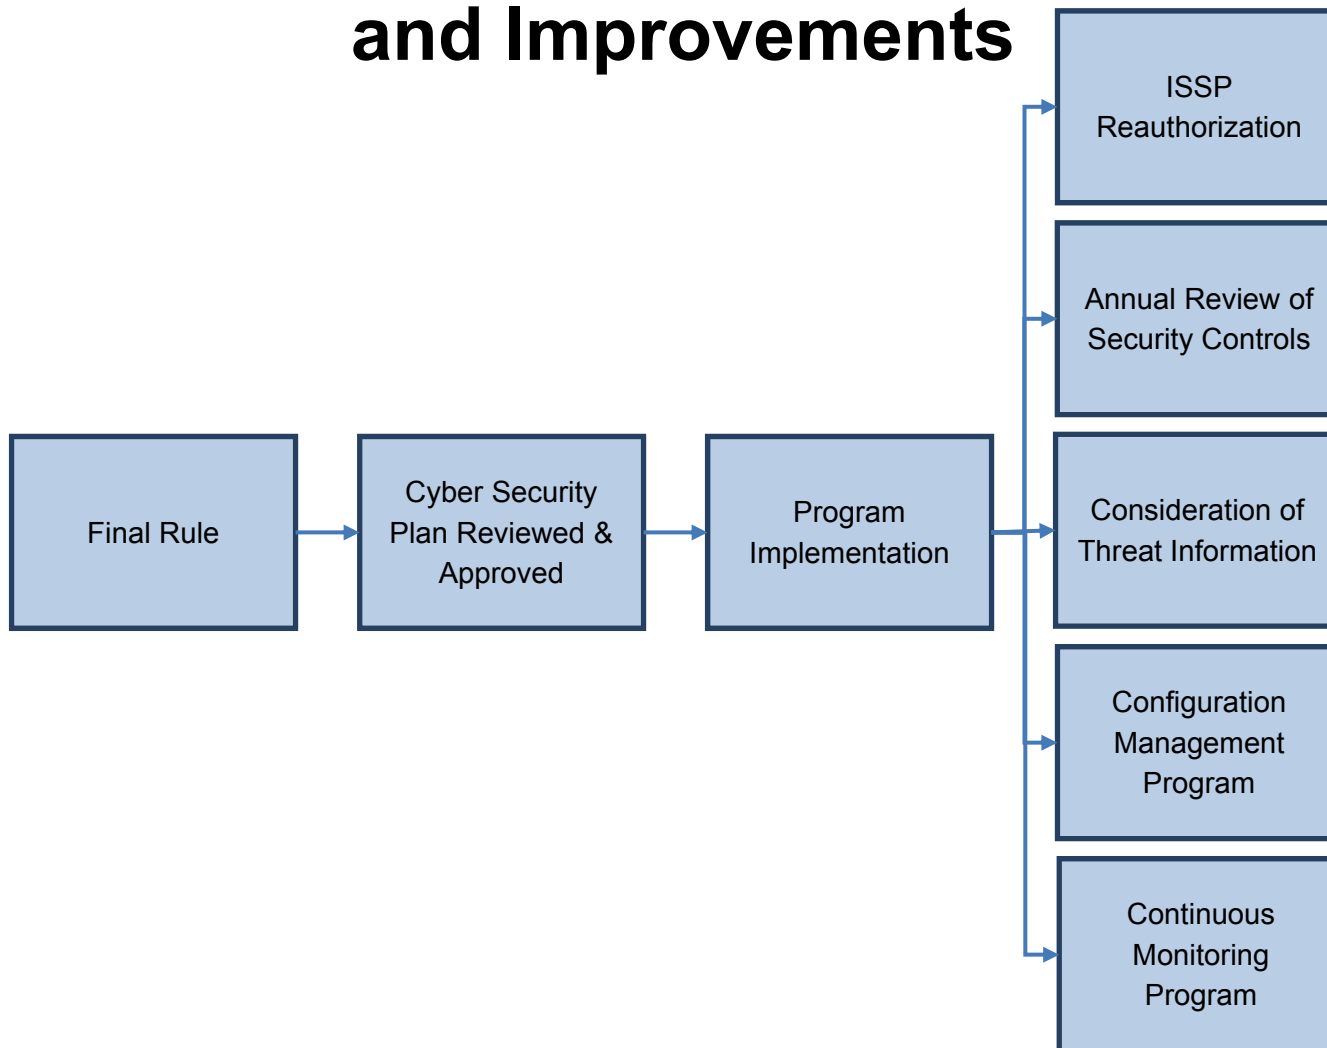 and Improvements
ISSP
Reauthorization
Annual Review of
Security Controls
Final Rule
Cyber Security
Plan Reviewed &
Approved
Program
Implementation
Consideration of
Threat Information
Configuration
Management
Program
Continuous
Monitoring
Program